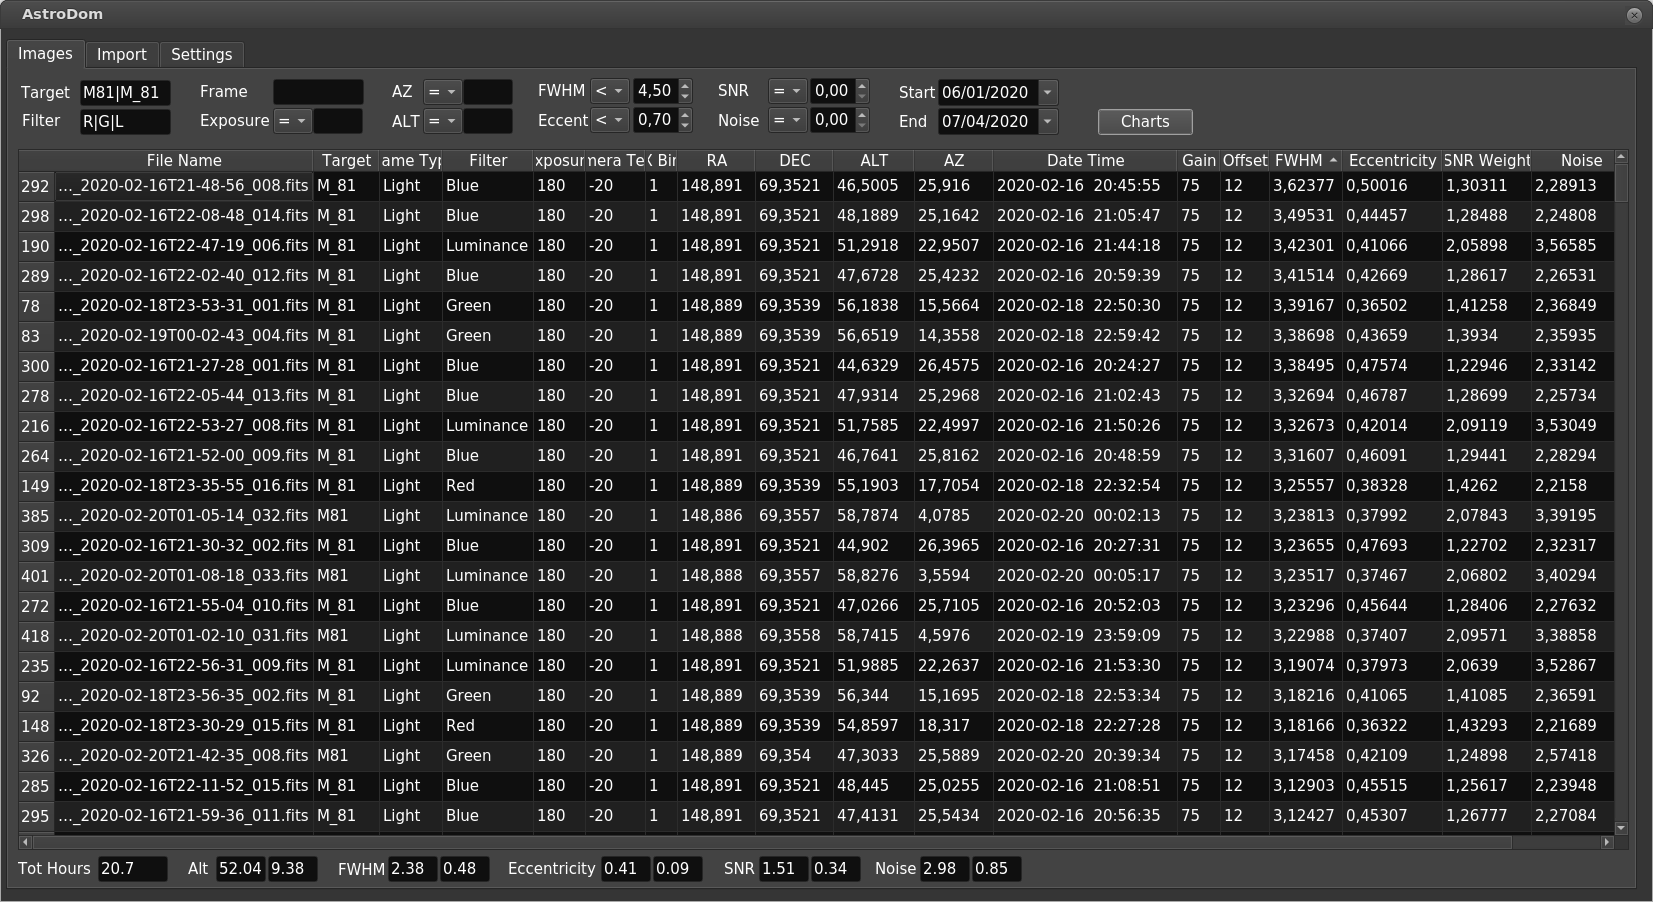 AstroDom
Images Import Settings
Target M81|M_81 Frame AZ = FWHM < 4,50 SNR = 0,00 Start 06/01/2020
Filter R|G|L Exposure = ALT = Eccent < 0,70 Noise = 0,00 End 07/04/2020 Charts
File Name Target ame Typ Filter xposur mera Te X Bin RA DEC ALT AZ Date Time Gain Offset FWHM Eccentricity SNR Weight Noise
292 ..._2020-02-16T21-48-56_008.fits M_81 Light Blue 180 -20 1 148,891 69,3521 46,5005 25,916 2020-02-16 20:45:55 75 12 3,62377 0,50016 1,30311 2,28913
298 ..._2020-02-16T22-08-48_014.fits M_81 Light Blue 180 -20 1 148,891 69,3521 48,1889 25,1642 2020-02-16 21:05:47 75 12 3,49531 0,44457 1,28488 2,24808
190 ..._2020-02-16T22-47-19_006.fits M_81 Light Luminance 180 -20 1 148,891 69,3521 51,2918 22,9507 2020-02-16 21:44:18 75 12 3,42301 0,41066 2,05898 3,56585
289 ..._2020-02-16T22-02-40_012.fits M_81 Light Blue 180 -20 1 148,891 69,3521 47,6728 25,4232 2020-02-16 20:59:39 75 12 3,41514 0,42669 1,28617 2,26531
78 ..._2020-02-18T23-53-31_001.fits M_81 Light Green 180 -20 1 148,889 69,3539 56,1838 15,5664 2020-02-18 22:50:30 75 12 3,39167 0,36502 1,41258 2,36849
83 ..._2020-02-19T00-02-43_004.fits M_81 Light Green 180 -20 1 148,889 69,3539 56,6519 14,3558 2020-02-18 22:59:42 75 12 3,38698 0,43659 1,3934 2,35935
300 ..._2020-02-16T21-27-28_001.fits M_81 Light Blue 180 -20 1 148,891 69,3521 44,6329 26,4575 2020-02-16 20:24:27 75 12 3,38495 0,47574 1,22946 2,33142
278 ..._2020-02-16T22-05-44_013.fits M_81 Light Blue 180 -20 1 148,891 69,3521 47,9314 25,2968 2020-02-16 21:02:43 75 12 3,32694 0,46787 1,28699 2,25734
216 ..._2020-02-16T22-53-27_008.fits M_81 Light Luminance 180 -20 1 148,891 69,3521 51,7585 22,4997 2020-02-16 21:50:26 75 12 3,32673 0,42014 2,09119 3,53049
264 ..._2020-02-16T21-52-00_009.fits M_81 Light Blue 180 -20 1 148,891 69,3521 46,7641 25,8162 2020-02-16 20:48:59 75 12 3,31607 0,46091 1,29441 2,28294
149 ..._2020-02-18T23-35-55_016.fits M_81 Light Red 180 -20 1 148,889 69,3539 55,1903 17,7054 2020-02-18 22:32:54 75 12 3,25557 0,38328 1,4262 2,2158
385 ..._2020-02-20T01-05-14_032.fits M81 Light Luminance 180 -20 1 148,886 69,3557 58,7874 4,0785 2020-02-20 00:02:13 75 12 3,23813 0,37992 2,07843 3,39195
309 ..._2020-02-16T21-30-32_002.fits M_81 Light Blue 180 -20 1 148,891 69,3521 44,902 26,3965 2020-02-16 20:27:31 75 12 3,23655 0,47693 1,22702 2,32317
401 ..._2020-02-20T01-08-18_033.fits M81 Light Luminance 180 -20 1 148,888 69,3557 58,8276 3,5594 2020-02-20 00:05:17 75 12 3,23517 0,37467 2,06802 3,40294
272 ..._2020-02-16T21-55-04_010.fits M_81 Light Blue 180 -20 1 148,891 69,3521 47,0266 25,7105 2020-02-16 20:52:03 75 12 3,23296 0,45644 1,28406 2,27632
418 ..._2020-02-20T01-02-10_031.fits M81 Light Luminance 180 -20 1 148,888 69,3558 58,7415 4,5976 2020-02-19 23:59:09 75 12 3,22988 0,37407 2,09571 3,38858
235 ..._2020-02-16T22-56-31_009.fits M_81 Light Luminance 180 -20 1 148,891 69,3521 51,9885 22,2637 2020-02-16 21:53:30 75 12 3,19074 0,37973 2,0639 3,52867
92 ..._2020-02-18T23-56-35_002.fits M_81 Light Green 180 -20 1 148,889 69,3539 56,344 15,1695 2020-02-18 22:53:34 75 12 3,18216 0,41065 1,41085 2,36591
148 ..._2020-02-18T23-30-29_015.fits M_81 Light Red 180 -20 1 148,889 69,3539 54,8597 18,317 2020-02-18 22:27:28 75 12 3,18166 0,36322 1,43293 2,21689
326 ..._2020-02-20T21-42-35_008.fits M81 Light Green 180 -20 1 148,889 69,354 47,3033 25,5889 2020-02-20 20:39:34 75 12 3,17458 0,42109 1,24898 2,57418
285 ..._2020-02-16T22-11-52_015.fits M_81 Light Blue 180 -20 1 148,891 69,3521 48,445 25,0255 2020-02-16 21:08:51 75 12 3,12903 0,45515 1,25617 2,23948
295 ..._2020-02-16T21-59-36_011.fits M_81 Light Blue 180 -20 1 148,891 69,3521 47,4131 25,5434 2020-02-16 20:56:35 75 12 3,12427 0,45307 1,26777 2,27084
Tot Hours 20.7 Alt 52.04 9.38 FWHM 2.38 0.48 Eccentricity 0.41 0.09 SNR 1.51 0.34 Noise 2.98 0.85